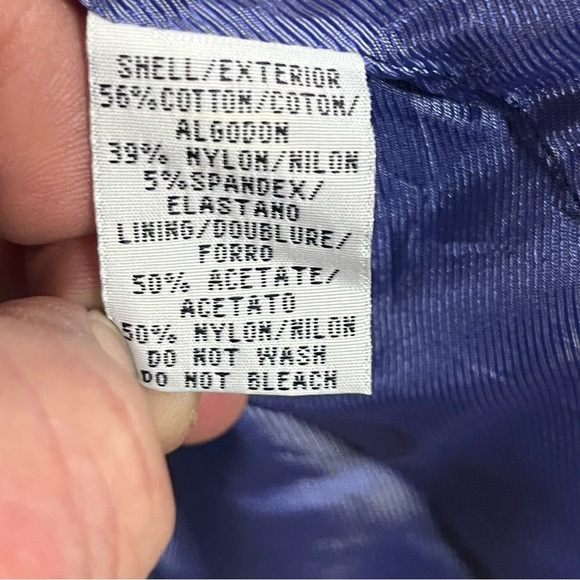 SHELL/EXTERIOR
56%COTTON/COTON/
ALGODON
39% NYLON/NILON
5%SPANDEX/
ELASTANO
LINING/DOUBLURE/
FORRO
50% ACETATE/
ACETATO
50% NYLON/NILON
DO NOT WASH
DO NOT BLEACH